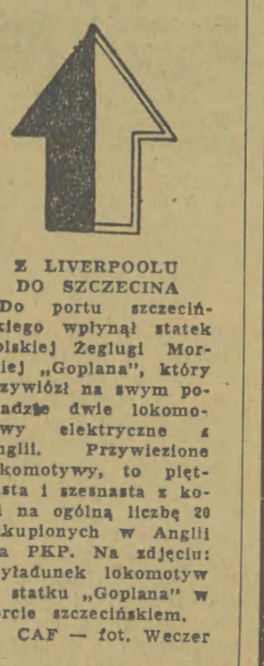 Z LIVERPOOLU
DO SZCZECINA
Do portu szczeciń-
kiego wpłynął statek
olskiej Żeglugi Mor-
iej „Goplana”, który
zywiózł na swym po-
adzie dwie lokomo-
wy elektryczne z
nglii. Przywiezione
komotywy, to pięt-
sta i szesnasta z ko-
i na ogólną liczbę 20
kupionych w Anglii
a PKP. Na zdjęciu:
yładunek lokomotyw
statku „Goplana” w
rcie szczecińskim.
CAF — fot. Weczer